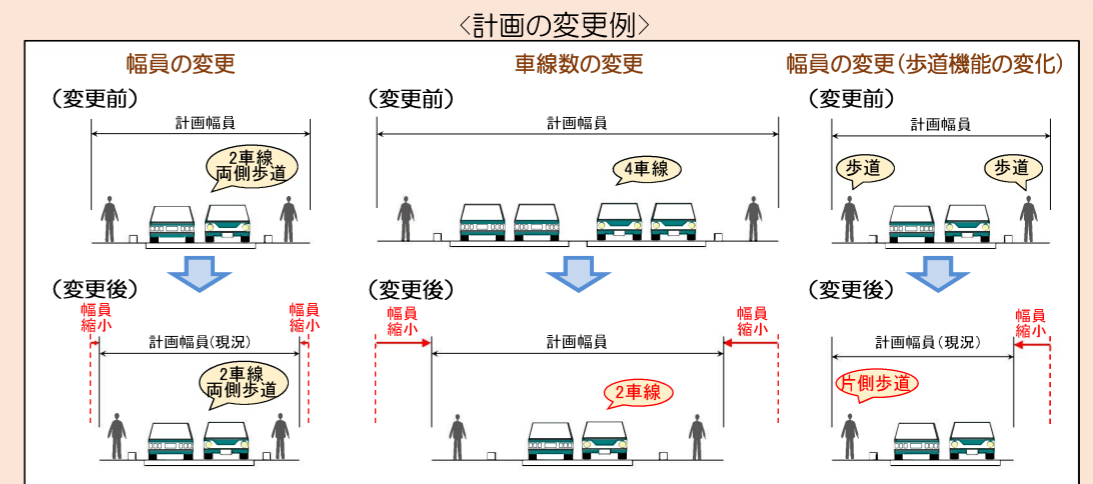 〈計画の変更例〉
幅員の変更
（変更前）
計画幅員
2車線
両側歩道
（変更後）
幅員
縮小
幅員
縮小
計画幅員(現況)
2車線
両側歩道
車線数の変更
（変更前）
計画幅員
4車線
（変更後）
幅員
縮小
幅員
縮小
計画幅員
2車線
幅員の変更(歩道機能の変化)
（変更前）
計画幅員
歩道
歩道
（変更後）
幅員
縮小
計画幅員(現況)
片側歩道